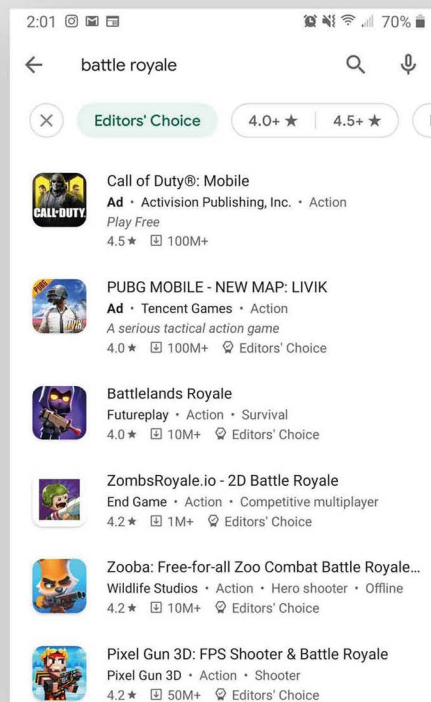 2:01 70%
battle royale
Editors' Choice 4.0+ ★ 4.5+ ★
Call of Duty®: Mobile
Ad • Activision Publishing, Inc. • Action
Play Free
4.5★ 100M+
CALL·DUTY
PUBG MOBILE - NEW MAP: LIVIK
Ad • Tencent Games • Action
A serious tactical action game
4.0★ 100M+ Editors' Choice
PUBG
Battlelands Royale
Futureplay • Action • Survival
4.0★ 10M+ Editors' Choice
ZombsRoyale.io - 2D Battle Royale
End Game • Action • Competitive multiplayer
4.2★ 1M+ Editors' Choice
Zooba: Free-for-all Zoo Combat Battle Royale...
Wildlife Studios • Action • Hero shooter • Offline
4.2★ 10M+ Editors' Choice
Pixel Gun 3D: FPS Shooter & Battle Royale
Pixel Gun 3D • Action • Shooter
4.2★ 50M+ Editors' Choice